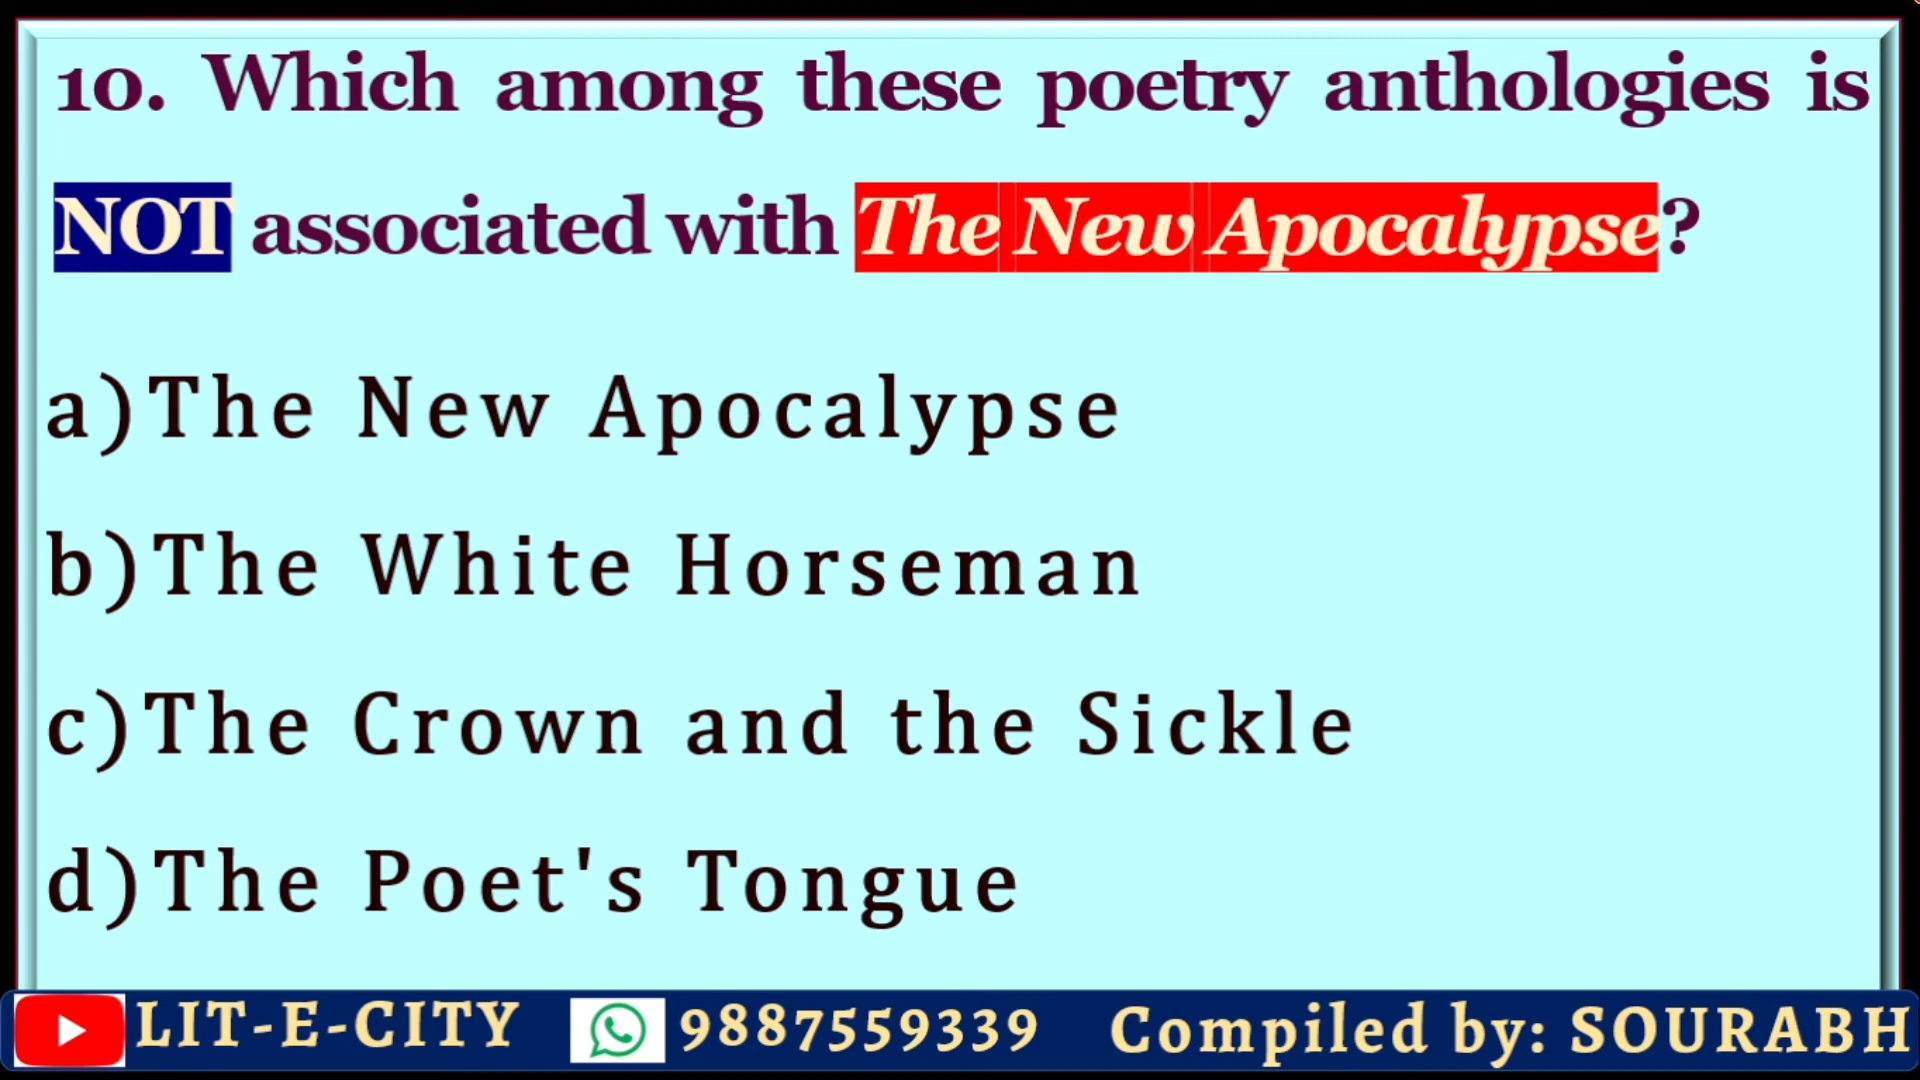 10. Which among these poetry anthologies is
NOT associated with The New Apocalypse?
a)The New Apocalypse
b)The White Horseman
c)The Crown and the Sickle
d)The Poet's Tongue
LIT-E-CITY 9887559339 Compiled by: SOURABH